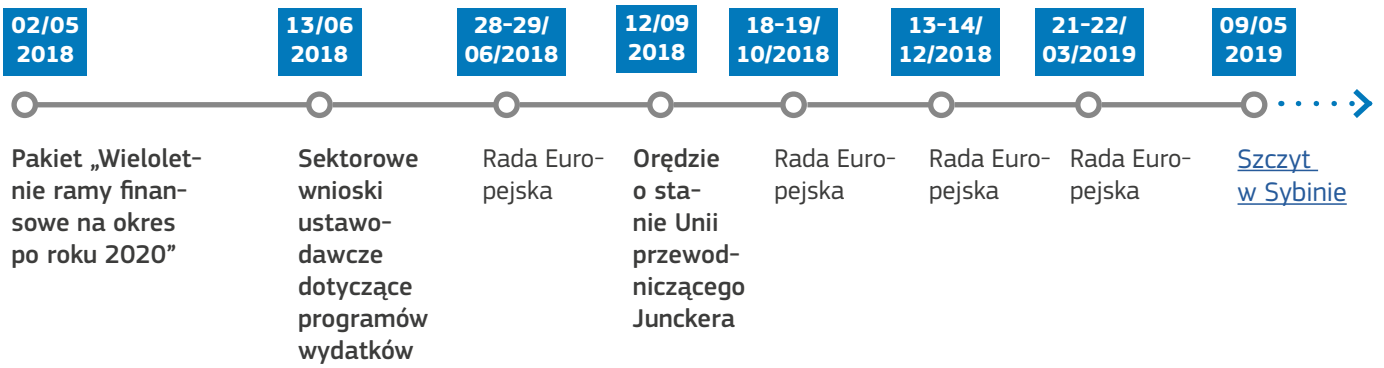 02/05
2018
13/06
2018
28-29/
06/2018
12/09
2018
18-19/
10/2018
13-14/
12/2018
21-22/
03/2019
09/05
2019
Pakiet „Wielolet-
nie ramy finan-
sowe na okres
po roku 2020”
Sektorowe
wnioski
ustawo-
dawcze
dotyczące
programów
wydatków
Rada Euro-
pejska
Orędzie
o sta-
nie Unii
przewod-
niczącego
Junckera
Rada Euro-
pejska
Rada Euro-
pejska
Rada Euro-
pejska
Szczyt
w Sybinie